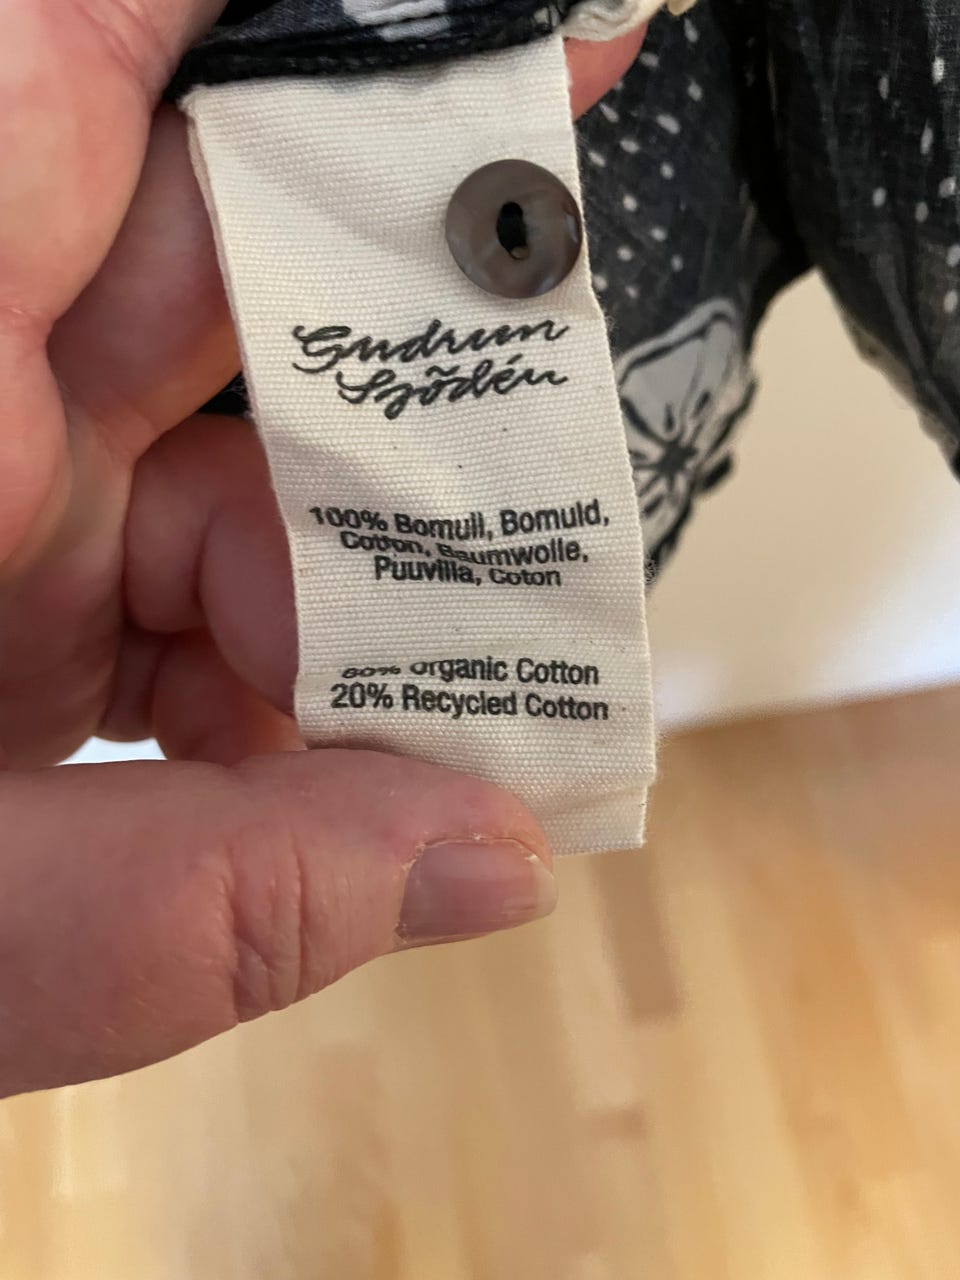 Gudrun
Sjödén
100% Bomull, Bomuld,
Cotton, Baumwolle,
Puuvilla, Coton
80% Organic Cotton
20% Recycled Cotton